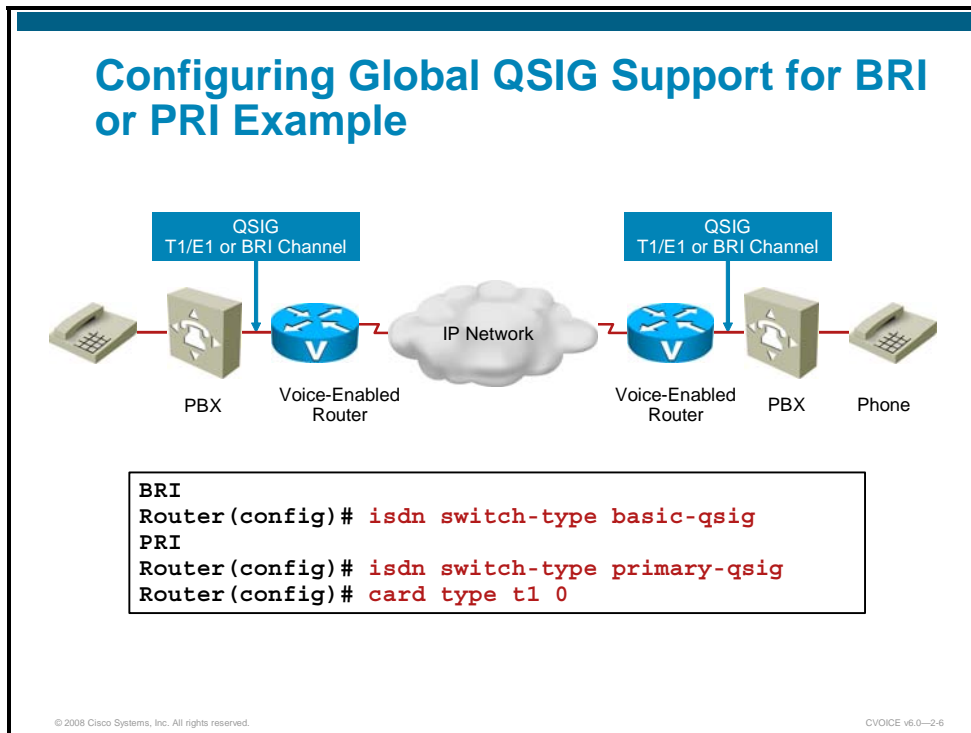 Configuring Global QSIG Support for BRI
or PRI Example
QSIG
T1/E1 or BRI Channel
QSIG
T1/E1 or BRI Channel
IP Network
V
V
PBX
Voice-Enabled
Router
Voice-Enabled
Router
PBX
Phone
BRI
Router(config)# isdn switch-type basic-qsig
PRI
Router(config)# isdn switch-type primary-qsig
Router(config)# card type t1 0
© 2008 Cisco Systems, Inc. All rights reserved.
CVOICE v6.0—2-6